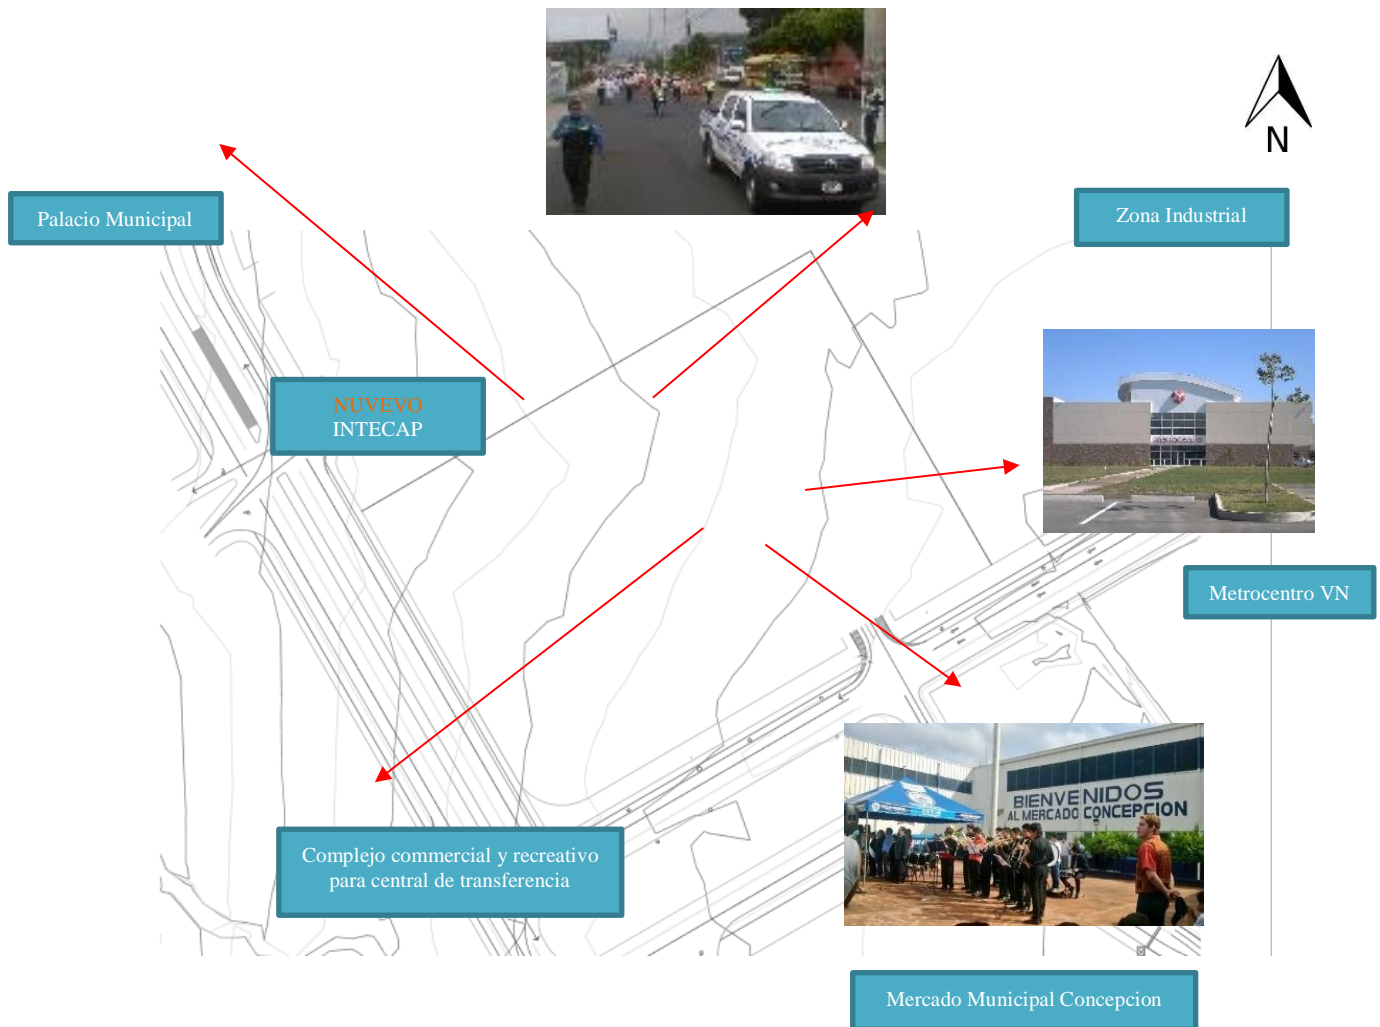 N
Palacio Municipal
Zona Industrial
NUVEVO
INTECAP
metrocentro
Metrocentro VN
BIENVENIDOS
AL MERCADO CONCEPCION
Complejo commercial y recreativo
para central de transferencia
Mercado Municipal Concepcion